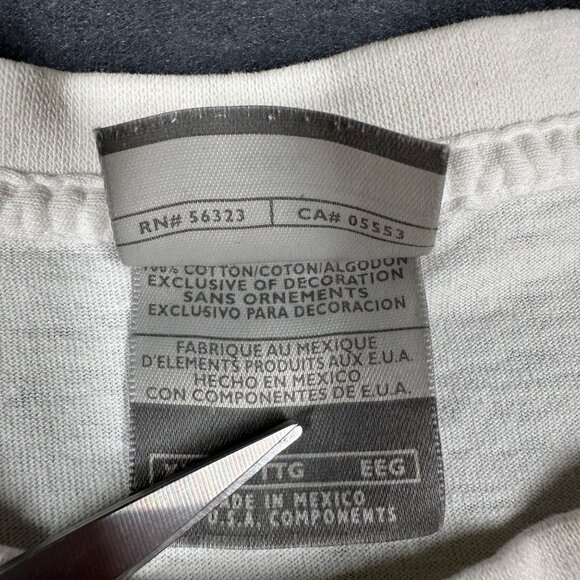 RN# 56323 CA# 05553
100% COTTON/COTON/ALGODON
EXCLUSIVE OF DECORATION
SANS ORNEMENTS
EXCLUSIVO PARA DECORACION
FABRIQUE AU MEXIQUE
D'ELEMENTS PRODUITS AUX E.U.A.
HECHO EN MEXICO
CON COMPONENTES DE E.U.A.
TTG EEG
IN MEXICO
U.S.A. COMPONENTS